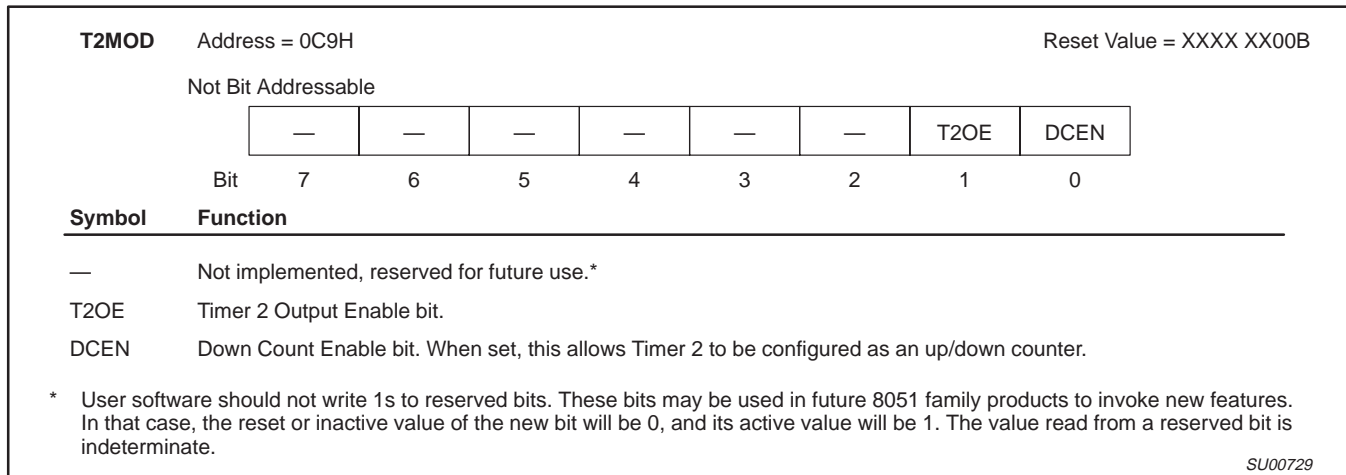 T2MOD Address = 0C9H Reset Value = XXXX XX00B
Not Bit Addressable
— — — — — — T2OE DCEN
Bit 7 6 5 4 3 2 1 0
Symbol Function
— Not implemented, reserved for future use.*
T2OE Timer 2 Output Enable bit.
DCEN Down Count Enable bit. When set, this allows Timer 2 to be configured as an up/down counter.
* User software should not write 1s to reserved bits. These bits may be used in future 8051 family products to invoke new features.
In that case, the reset or inactive value of the new bit will be 0, and its active value will be 1. The value read from a reserved bit is
indeterminate.
SU00729